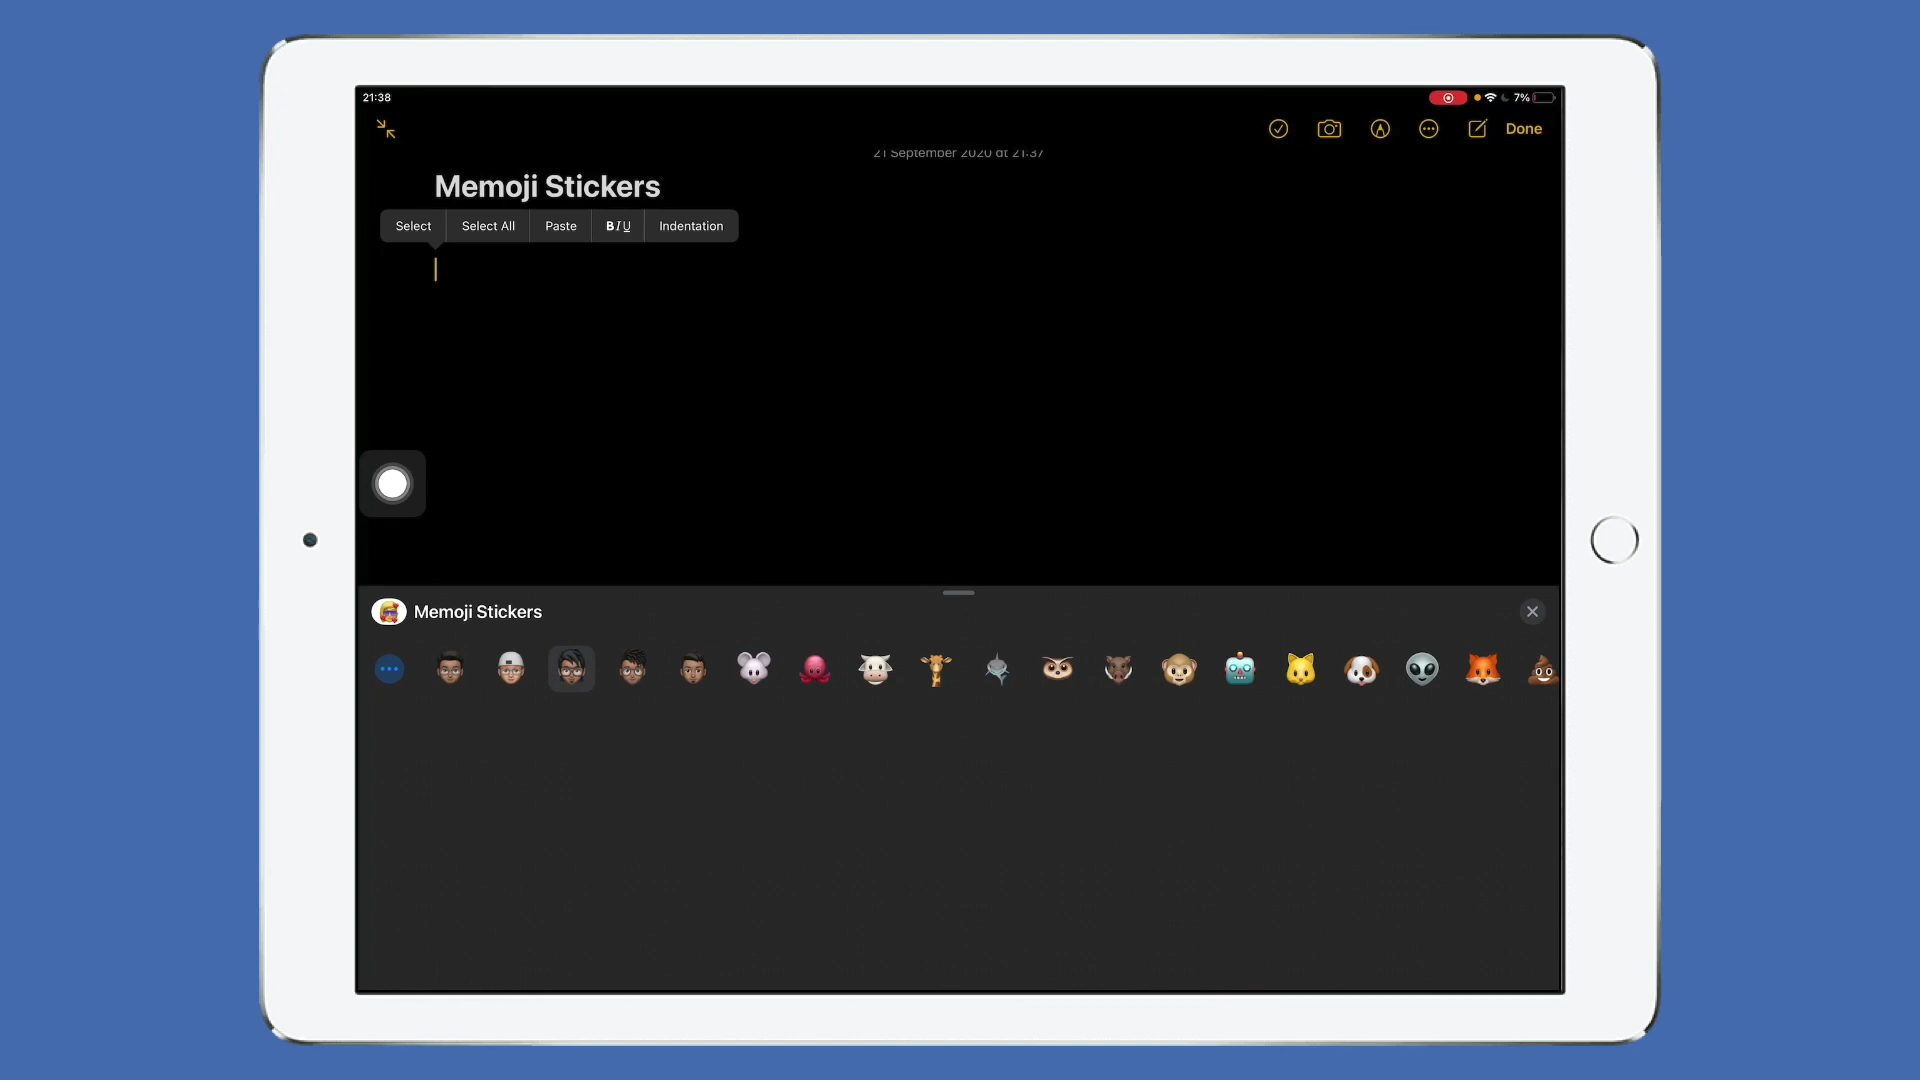 21:38
7%
Done
21 September 2020 at 21:37
Memoji Stickers
Select
Select All
Paste
BIU
Indentation
Memoji Stickers